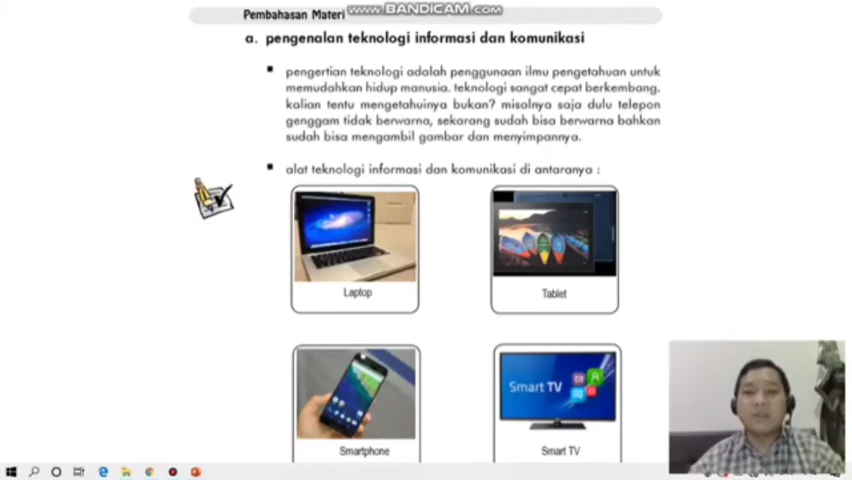 Pembahasan Materi
www.BANDICAM.com
a. pengenalan teknologi informasi dan komunikasi
pengertian teknologi adalah penggunaan ilmu pengetahuan untuk
memudahkan hidup manusia. teknologi sangat cepat berkembang.
kalian tentu mengetahuinya bukan? misalnya saja dulu telepon
genggam tidak berwarna, sekarang sudah bisa berwarna bahkan
sudah bisa mengambil gambar dan menyimpannya.
alat teknologi informasi dan komunikasi di antaranya :
Laptop
Tablet
Smart TV
Smartphone
Smart TV